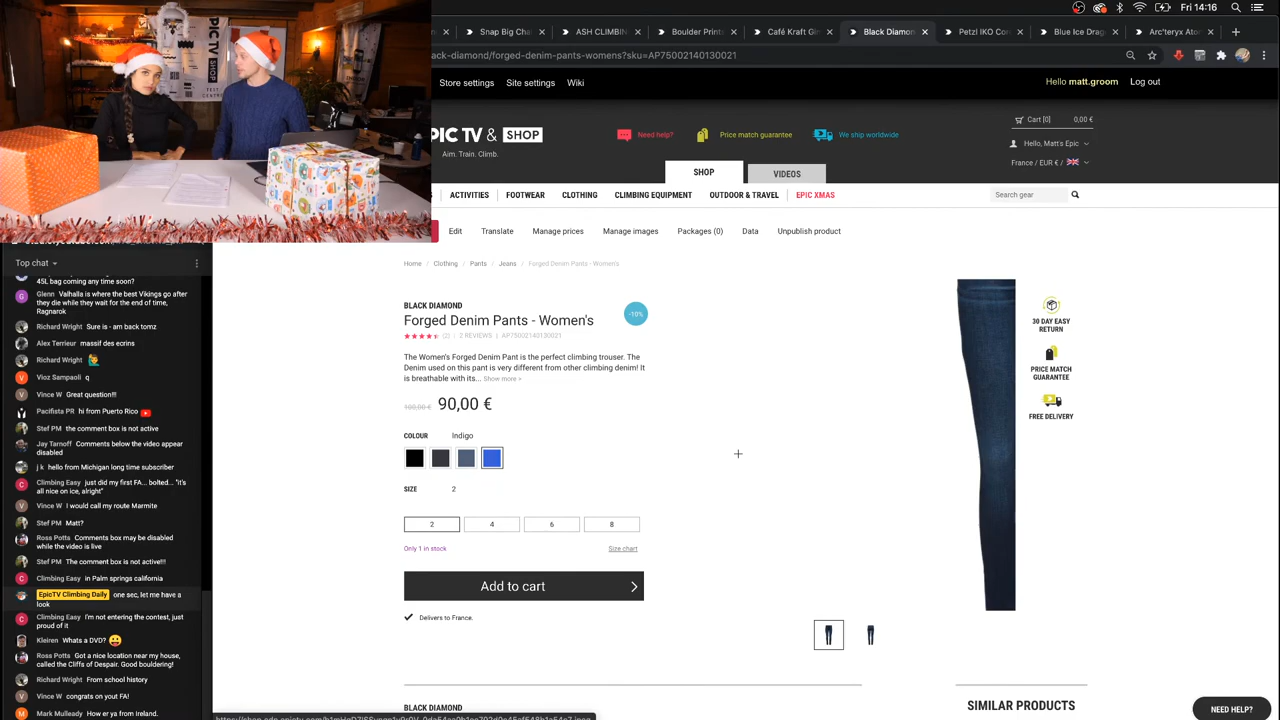 Snap Big Cha
ASH CLIMBIN
Boulder Print
Café Kraft G
Black Diamo
Petzl IKO Cor
Blue Ice Drag
Arc'teryx Ato
Fri 17:41:16
ck-diamond/forged-denim-pants-womens?sku=AP75002140130021
Store settings Site settings Wiki
Hello matt.groom Log out
PIC TV & SHOP
Aim. Train. Climb.
Need help? Price match guarantee We ship worldwide
Cart [0] 0,00 €
Hello, Matt's Epic
France / EUR € /
SHOP VIDEOS
ACTIVITIES FOOTWEAR CLOTHING CLIMBING EQUIPMENT OUTDOOR & TRAVEL EPIC XMAS
Search gear
Edit Translate Manage prices Manage images Packages (0) Data Unpublish product
Home / Clothing / Pants / Jeans / Forged Denim Pants - Women's
BLACK DIAMOND
Forged Denim Pants - Women's
-10%
(2) | 2 REVIEWS | AP75002140130021
The Women's Forged Denim Pant is the perfect climbing trouser. The
Denim used on this pant is very different from other climbing denim! It
is breathable with its... Show more >
100,00 € 90,00 €
COLOUR Indigo
SIZE 2
2 4 6 8
Only 1 in stock Size chart
Add to cart
Delivers to France.
30 DAY EASY
RETURN
PRICE MATCH
GUARANTEE
FREE DELIVERY
BLACK DIAMOND
SIMILAR PRODUCTS
NEED HELP?
Top chat
45L bag coming any time soon?
Glenn Valhalla is where the best Vikings go after
they die while they wait for the end of time,
Ragnarok
Richard Wright Sure is - am back tomz
Alex Terrieur massif des ecrins
Richard Wright
Vioz Sampaoli q
Vince W Great question!!!
Pacifista PR hi from Puerto Rico
Stef PM the comment box is not active
Jay Tarnoff Comments below the video appear
disabled
j k hello from Michigan long time subscriber
Climbing Easy just did my first FA... bolted... "it's
all nice on ice, alright"
Vince W I would call my route Marmite
Stef PM Matt?
Ross Potts Comments box may be disabled
while the video is live
Stef PM The comment box is not active!!!
Climbing Easy in Palm springs california
EpicTV Climbing Daily one sec, let me have a
look
Climbing Easy I'm not entering the contest, just
proud of it
Kleiren Whats a DVD?
Ross Potts Got a nice location near my house,
called the Cliffs of Despair. Good bouldering!
Richard Wright From school history
Vince W congrats on yout FA!
Mark Mulleady How er ya from Ireland.